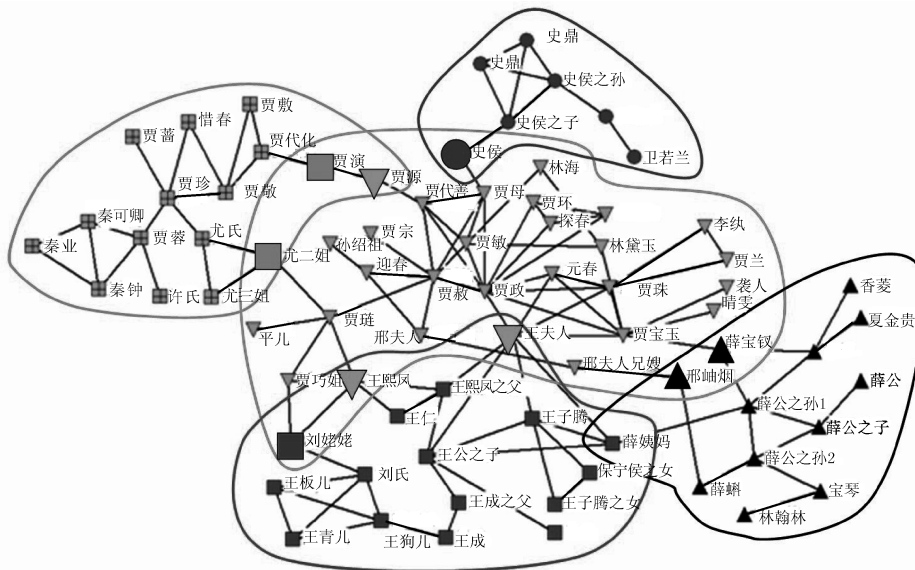 史鼎
史鼎
史侯之孙
史侯之子
史侯
卫若兰
贾敷
惜春
贾蔷
贾代化
贾演
贾源
贾珍
贾敬
秦可卿
尤氏
秦业
贾蓉
尤二姐
秦钟
许氏
尤三姐
林海
贾代善
贾母
贾环
探春
李纨
贾宗
孙绍祖
贾敏
林黛玉
迎春
元春
贾兰
贾赦
贾政
贾珠
袭人
晴雯
贾琏
平儿
邢夫人
王夫人
贾宝玉
薛宝钗
邢夫人兄嫂
邢岫烟
香菱
夏金贵
贾巧姐
王熙凤
王熙凤之父
薛公
王仁
王子腾
薛公之孙1
刘姥姥
薛姨妈
薛公之子
王公之子
薛公之孙2
刘氏
保宁侯之女
王板儿
王成之父
王子腾之女
薛蝌
宝琴
林翰林
王青儿
王狗儿
王成